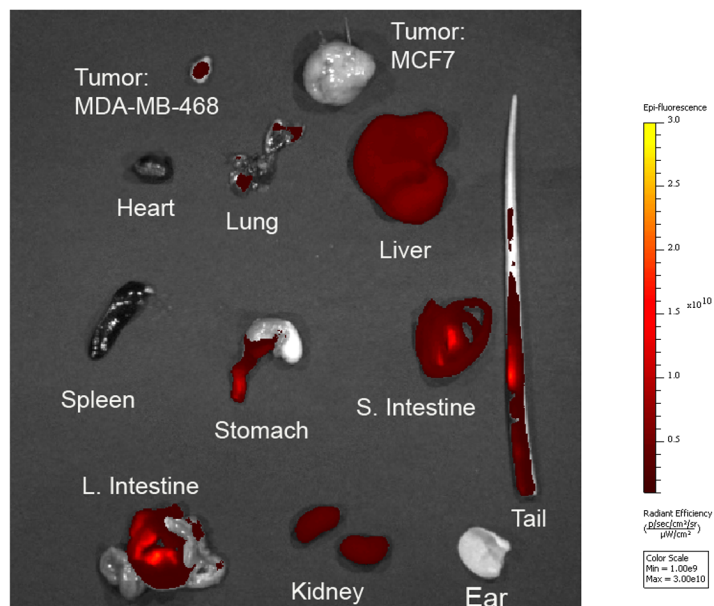 Tumor:
MDA-MB-468
Tumor:
MCF7
Heart
Lung
Liver
Spleen
Stomach
S. Intestine
L. Intestine
Kidney
Ear
Tail
Epi-fluorescence
3.0
2.5
2.0
1.5
x10^10
1.0
0.5
Radiant Efficiency
(p/sec/cm²/sr
µW/cm²)
Color Scale
Min = 1.00e9
Max = 3.00e10